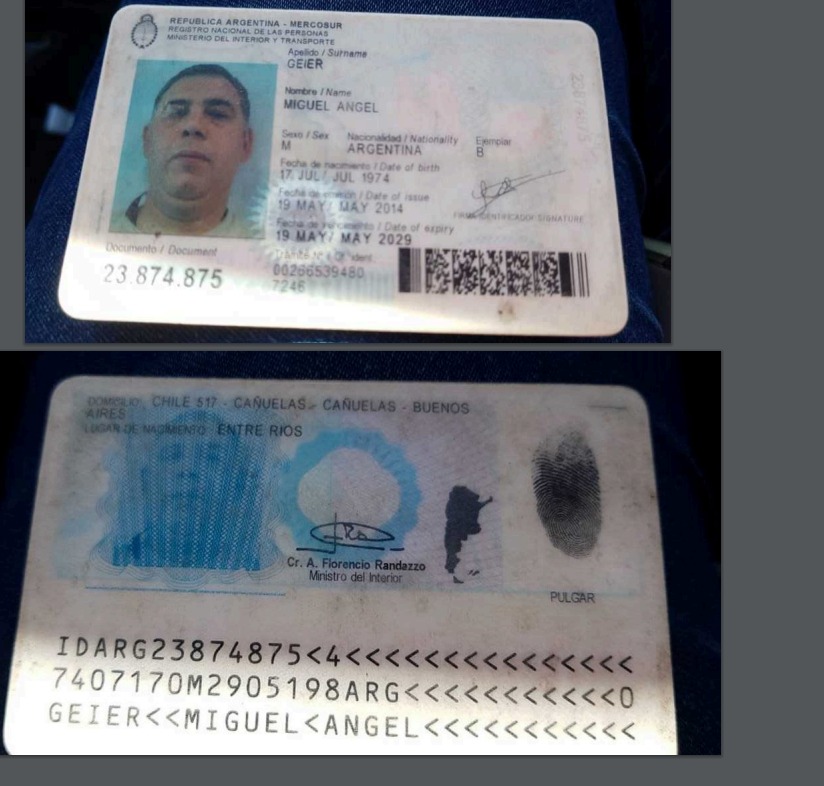 REPUBLICA ARGENTINA - MERCOSUR
REGISTRO NACIONAL DE LAS PERSONAS
MINISTERIO DEL INTERIOR Y TRANSPORTE
Apellido / Surname
GEIER
Nombre / Name
MIGUEL ANGEL
Sexo / Sex Nacionalidad / Nationality Ejemplar
M ARGENTINA B
Fecha de nacimiento / Date of birth
17 JUL/ JUL 1974
Fecha de emisión / Date of issue
19 MAY/ MAY 2014
FIRMA IDENTIFICADO/ SIGNATURE
Fecha de vencimiento / Date of expiry
19 MAY/ MAY 2029
Documento / Document
23.874.875
Trámite Nº / Of. ident.
00266539480
7246
23874875
DOMICILIO: CHILE 517 - CAÑUELAS - CAÑUELAS - BUENOS
AIRES
LUGAR DE NACIMIENTO: ENTRE RIOS
Cr. A. Florencio Randazzo
Ministro del Interior
PULGAR
IDARG23874875<4<<<<<<<<<<<<<<<
7407170M2905198ARG<<<<<<<<<<<0
GEIER<<MIGUEL<ANGEL<<<<<<<<<<<